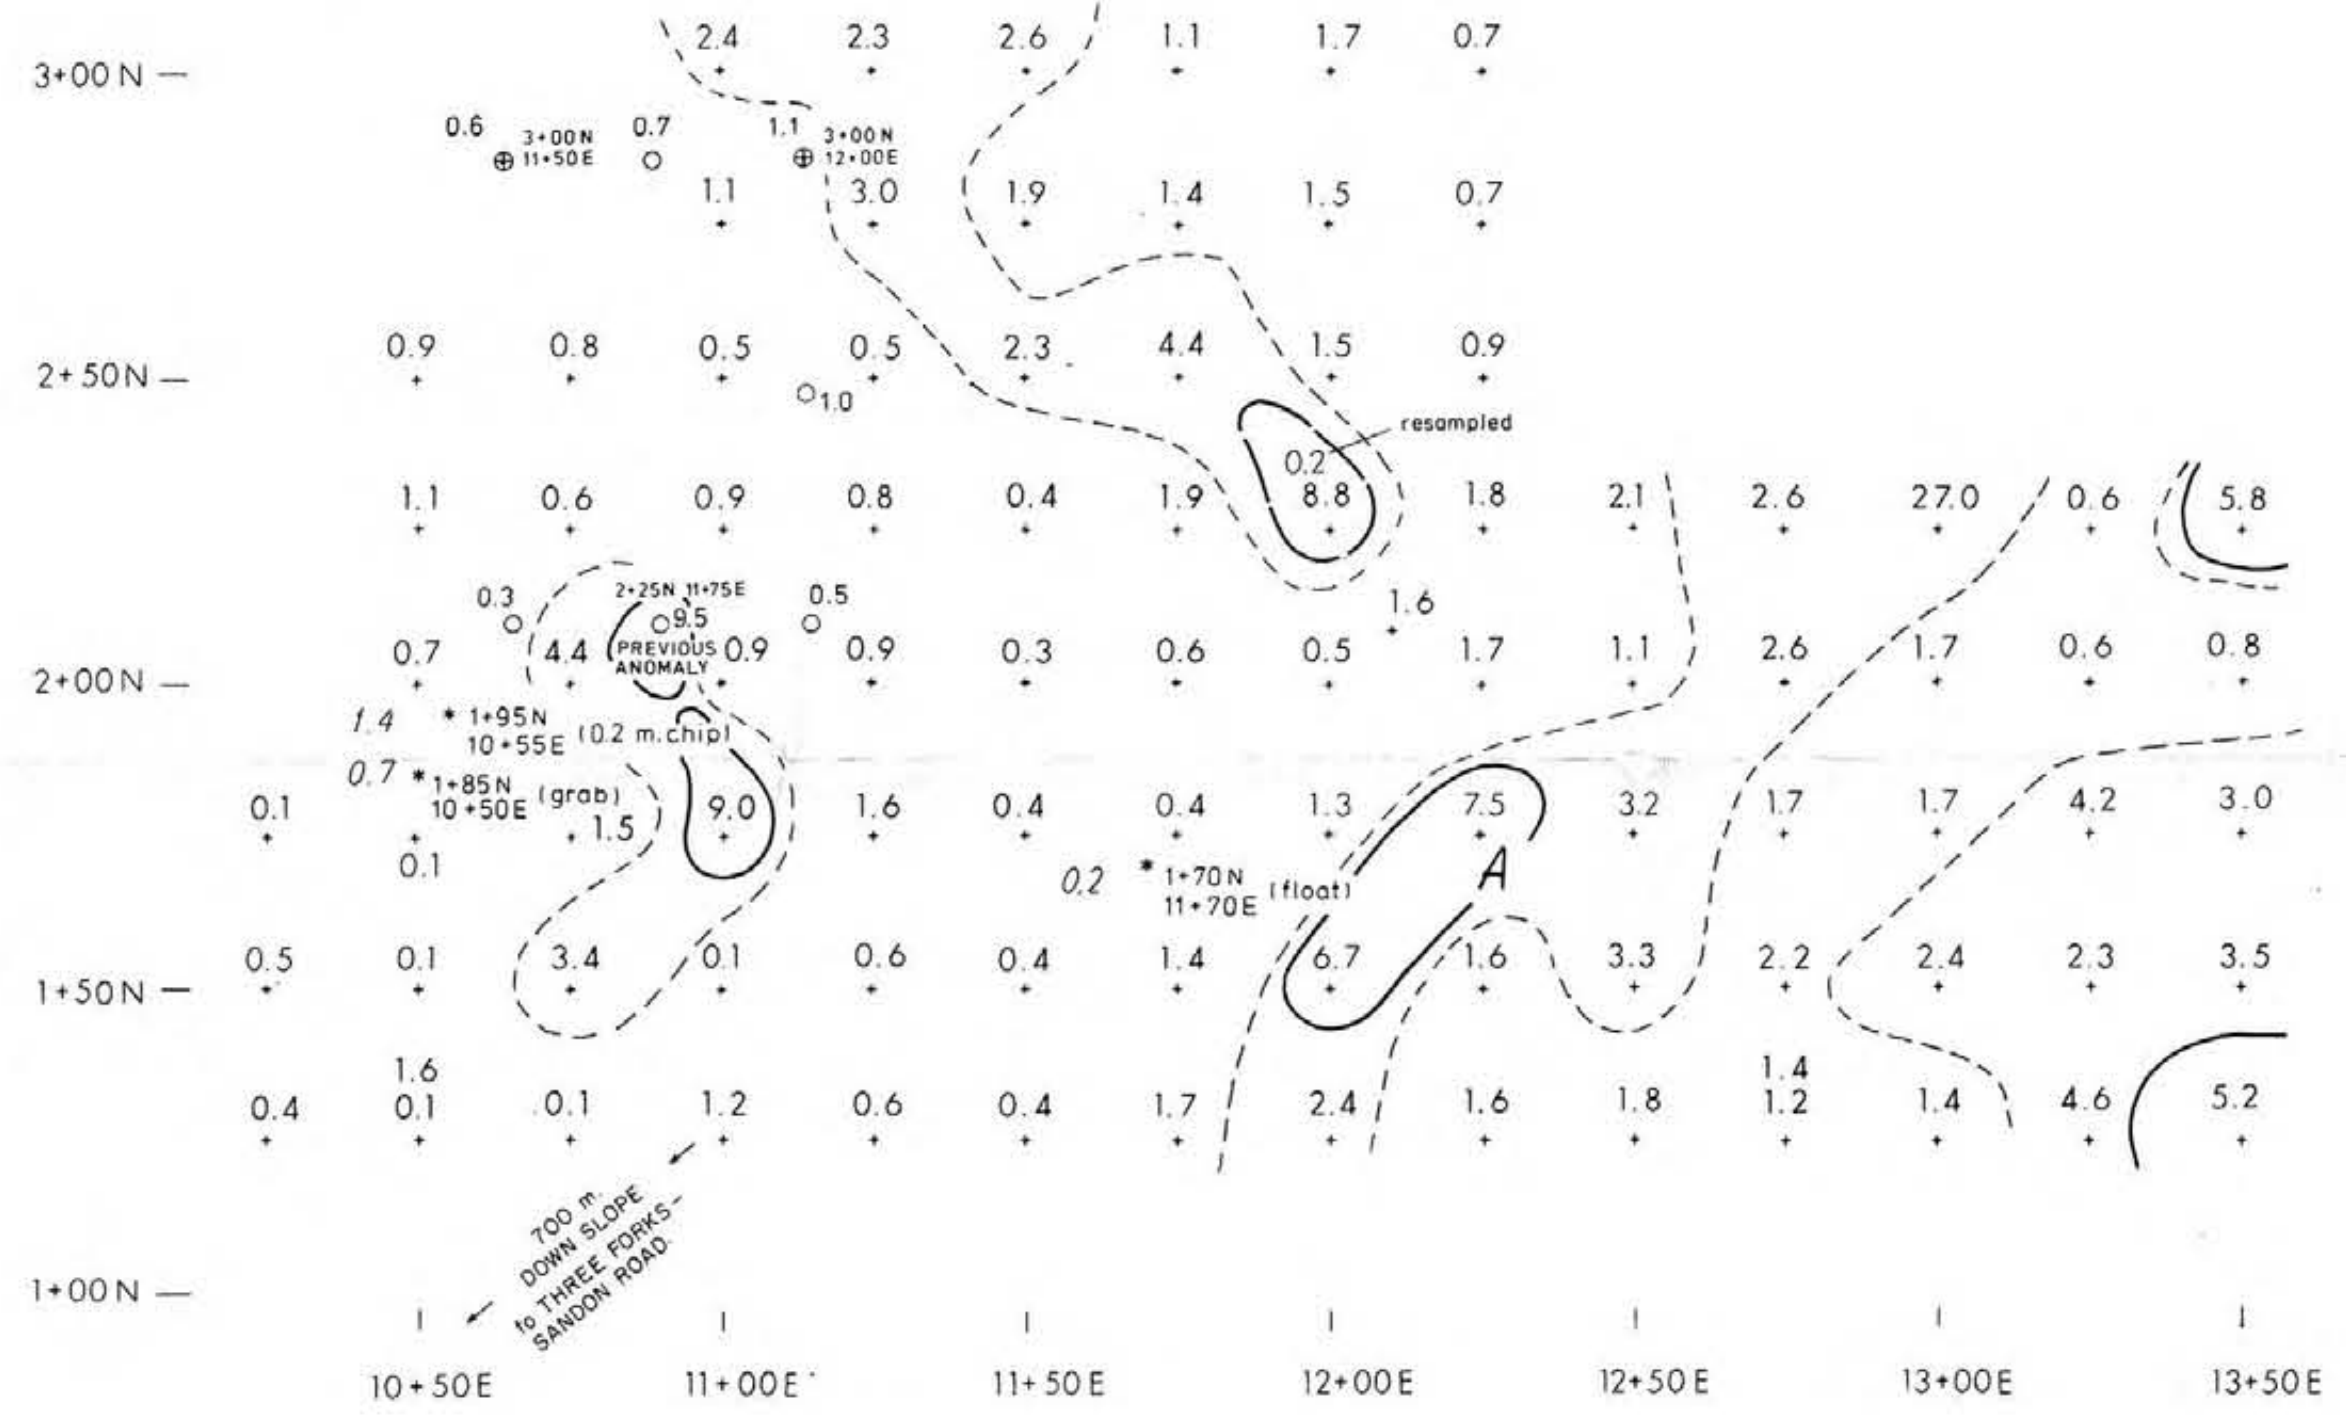 2.4 2.3 2.6 1.1 1.7 0.7
3+00N
0.6 3+00N 0.7 1.1 3+00N
11+50E 12+00E
1.1 3.0 1.9 1.4 1.5 0.7
0.9 0.8 0.5 0.5 2.3 4.4 1.5 0.9
2+50N
1.0
resampled
0.2
1.1 0.6 0.9 0.8 0.4 1.9 8.8 1.8 2.1 2.6 27.0 0.6 5.8
2+25N 11+75E
0.3 9.5 0.5 1.6
0.7 4.4 PREVIOUS 0.9 0.9 0.3 0.6 0.5 1.7 1.1 2.6 1.7 0.6 0.8
ANOMALY
2+00N
1.4 * 1+95N (0.2 m.chip)
10+55E
0.7 * 1+85N (grab)
10+50E
0.1 1.5 9.0 1.6 0.4 0.4 1.3 7.5 3.2 1.7 1.7 4.2 3.0
0.1
0.2 * 1+70N (float) A
11+70E
0.5 0.1 3.4 0.1 0.6 0.4 1.4 6.7 1.6 3.3 2.2 2.4 2.3 3.5
1+50N
1.6 1.4
0.4 0.1 0.1 1.2 0.6 0.4 1.7 2.4 1.6 1.8 1.2 1.4 4.6 5.2
700 m.
DOWN SLOPE
to THREE FORKS-
SANDON ROAD.
1+00N
10+50E 11+00E 11+50E 12+00E 12+50E 13+00E 13+50E